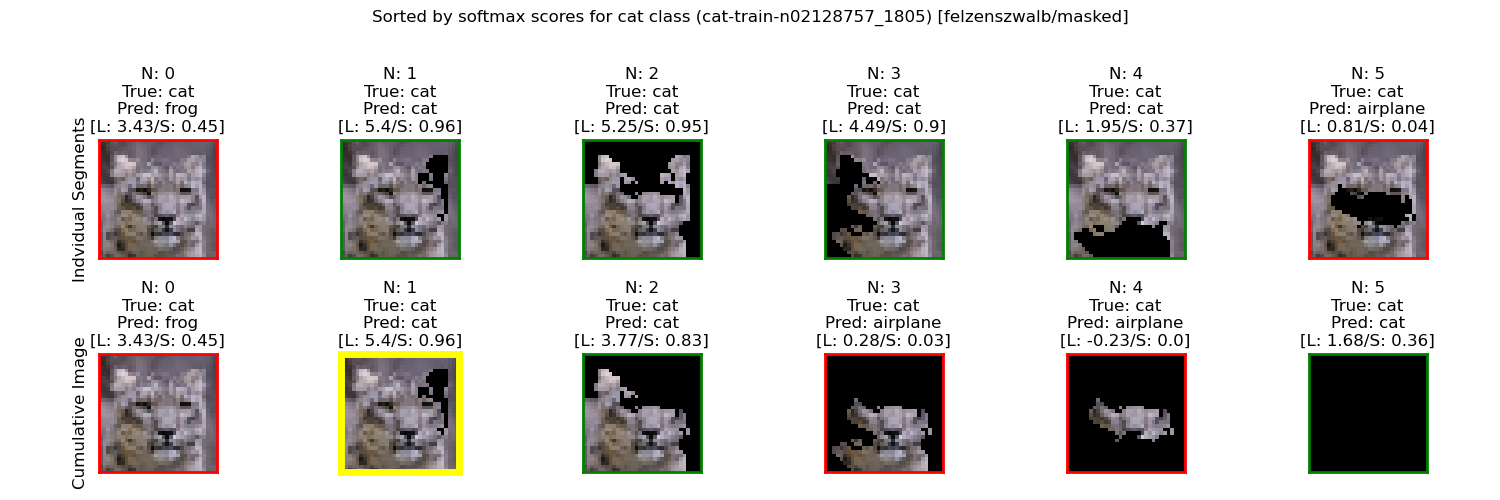 Sorted by softmax scores for cat class (cat-train-n02128757_1805) [felzenszwalb/masked]
Indvidual Segments
N: 0
True: cat
Pred: frog
[L: 3.43/S: 0.45]
N: 1
True: cat
Pred: cat
[L: 5.4/S: 0.96]
N: 2
True: cat
Pred: cat
[L: 5.25/S: 0.95]
N: 3
True: cat
Pred: cat
[L: 4.49/S: 0.9]
N: 4
True: cat
Pred: cat
[L: 1.95/S: 0.37]
N: 5
True: cat
Pred: airplane
[L: 0.81/S: 0.04]
Cumulative Image
N: 0
True: cat
Pred: frog
[L: 3.43/S: 0.45]
N: 1
True: cat
Pred: cat
[L: 5.4/S: 0.96]
N: 2
True: cat
Pred: cat
[L: 3.77/S: 0.83]
N: 3
True: cat
Pred: airplane
[L: 0.28/S: 0.03]
N: 4
True: cat
Pred: airplane
[L: -0.23/S: 0.0]
N: 5
True: cat
Pred: cat
[L: 1.68/S: 0.36]